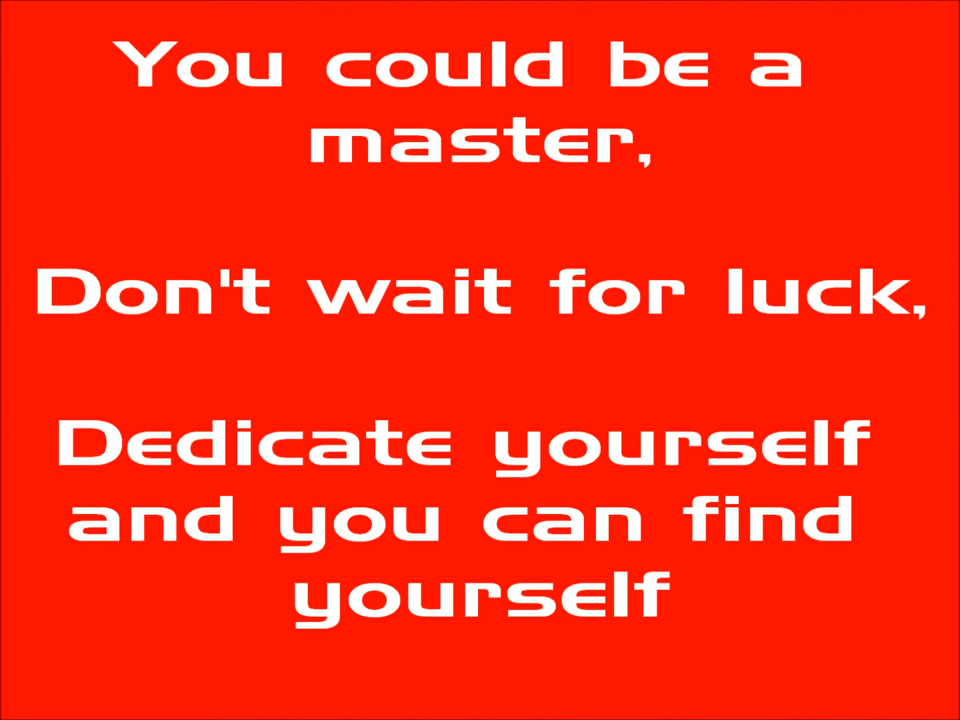 You could be a
master,
Don't wait for luck,
Dedicate yourself
and you can find
yourself